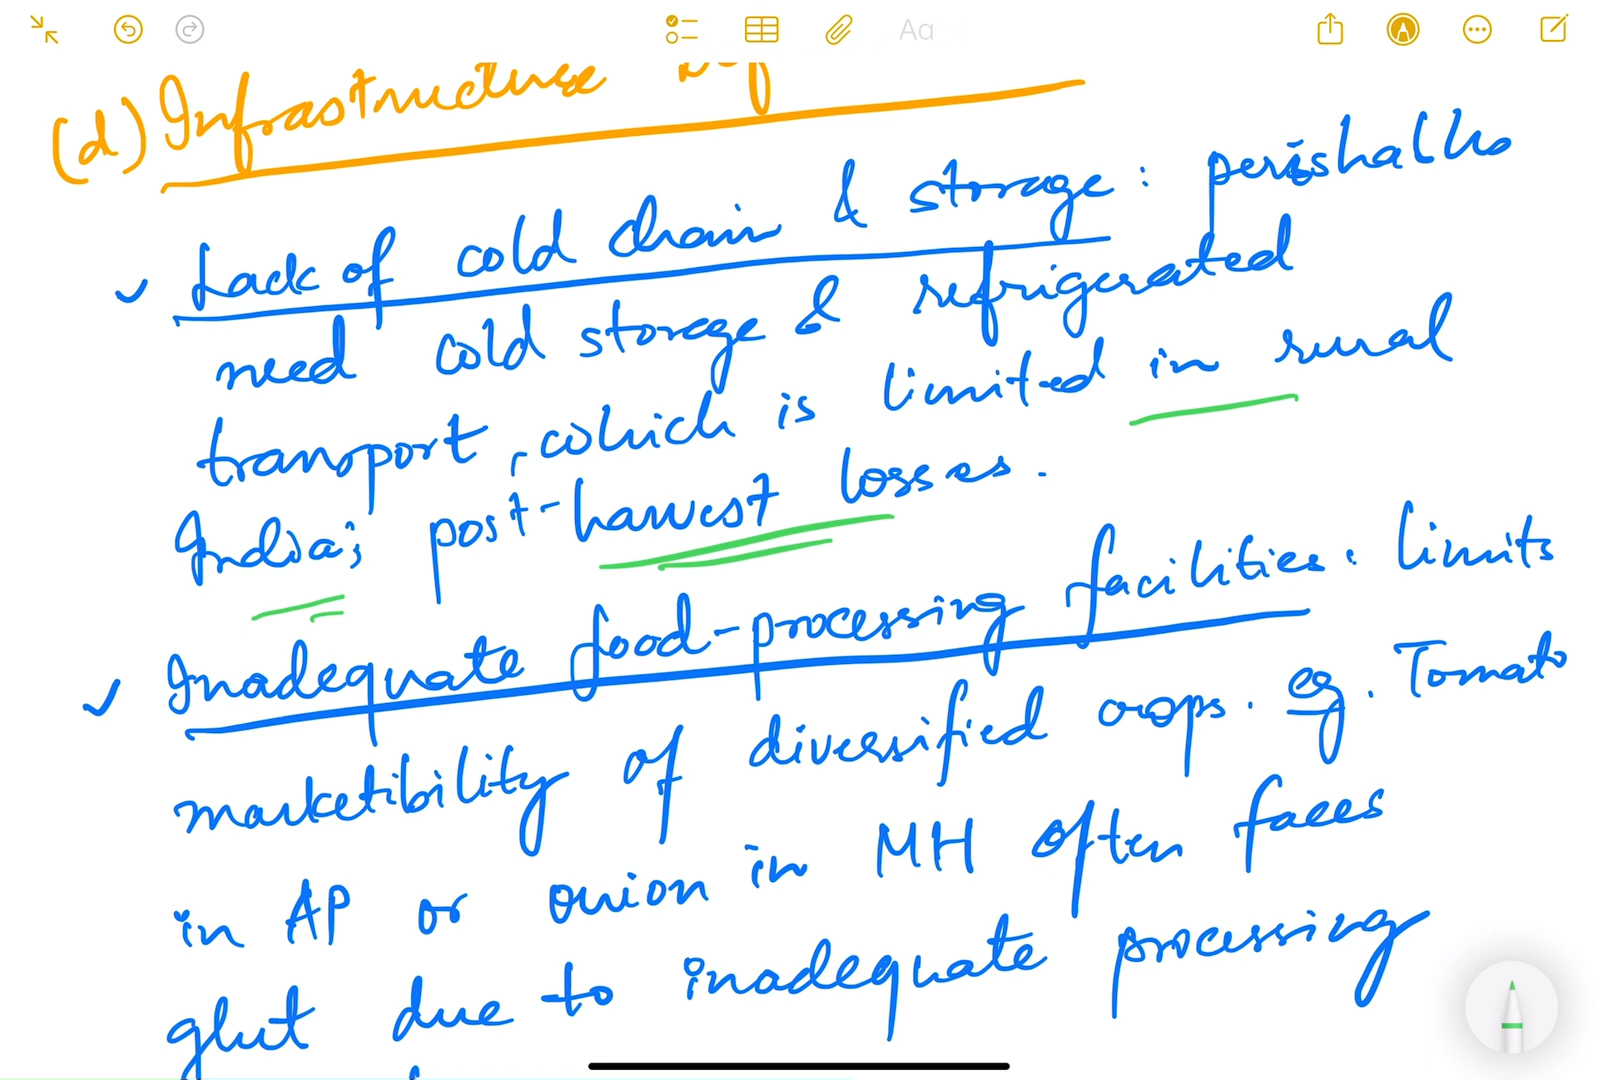 Aa
(d) Infrastructure
✓ Lack of cold chain & storage: perishables
need cold storage & refrigerated
transport, which is limited in rural
India; post-harvest losses.
✓ Inadequate food-processing facilities: limits
marketibility of diversified crops. eg. Tomato
in AP or onion in MH often faces
glut due to inadequate processing